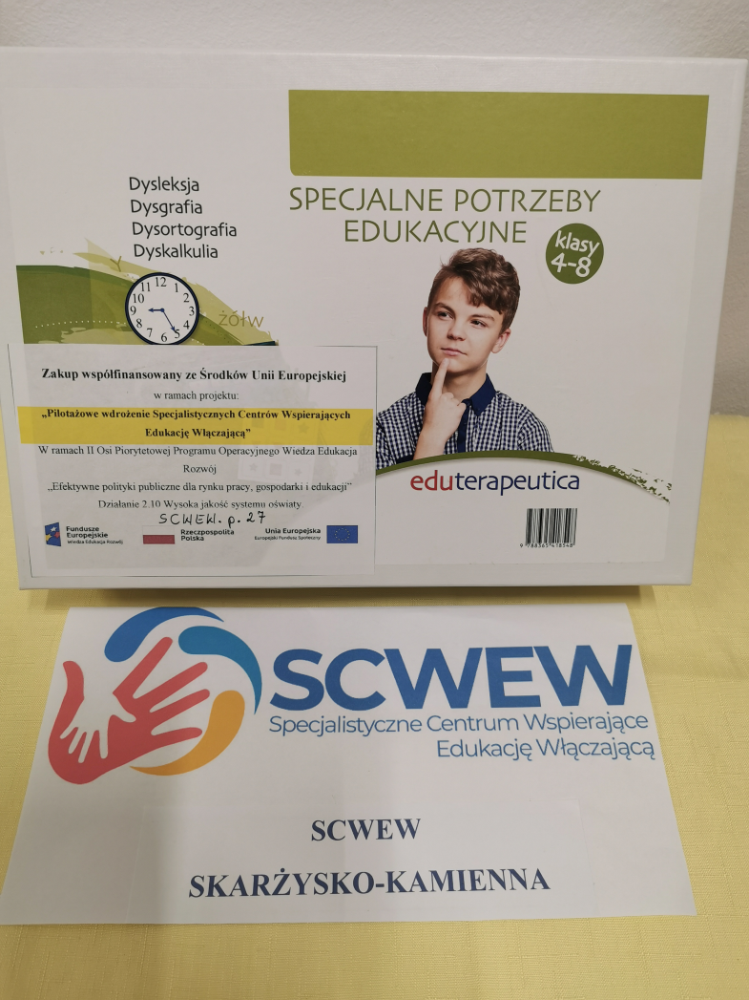 Dysleksja
Dysgrafia
Dysortografia
Dyskalkulia
SPECJALNE POTRZEBY
EDUKACYJNE
klasy
4-8
12
11 1
10 2
9 3
8 4
7 5
6
żółw
Zakup współfinansowany ze Środków Unii Europejskiej
w ramach projektu:
„Pilotażowe wdrożenie Specjalistycznych Centrów Wspierających
Edukację Włączającą”
W ramach II Osi Piorytetowej Programu Operacyjnego Wiedza Edukacja
Rozwój
„Efektywne polityki publiczne dla rynku pracy, gospodarki i edukacji”
Działanie 2.10 Wysoka jakość systemu oświaty.
SCWEW. p. 27
Fundusze
Europejskie
Wiedza Edukacja Rozwój
Rzeczpospolita
Polska
Unia Europejska
Europejski Fundusz Społeczny
eduterapeutica
9 788365 418548
SCWEW
Specjalistyczne Centrum Wspierające
Edukację Włączającą
SCWEW
SKARŻYSKO-KAMIENNA